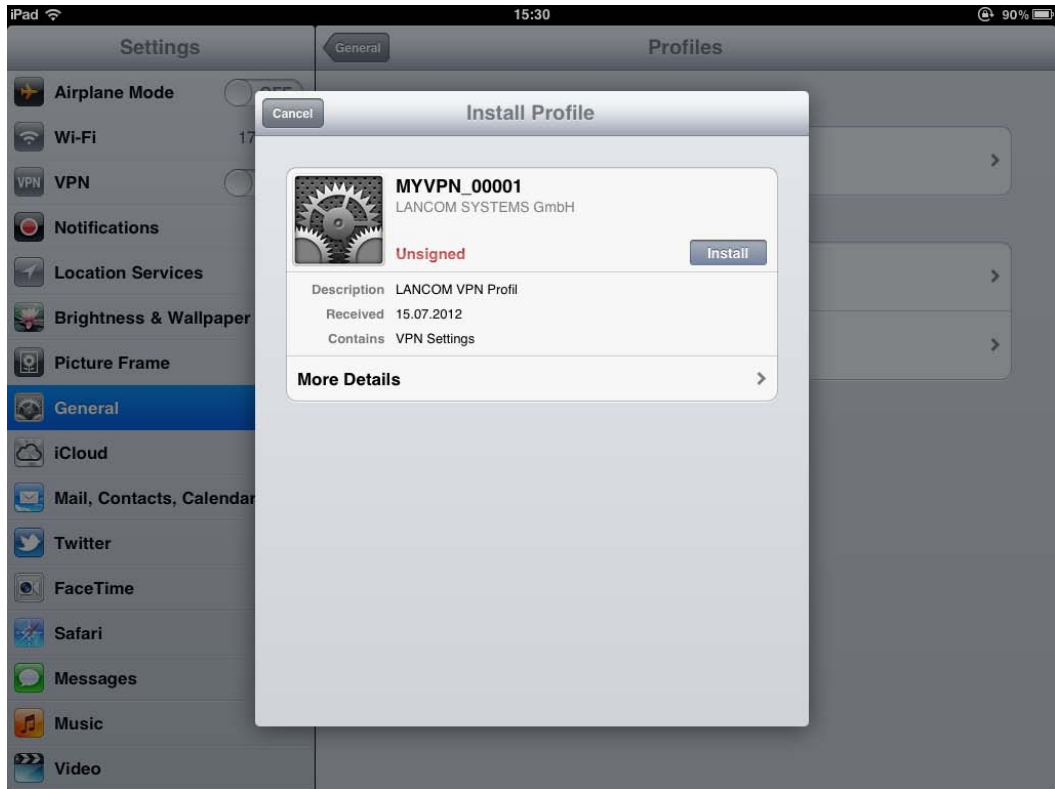 iPad
15:30
90%
Settings
General
Profiles
Airplane Mode
Wi-Fi
17
VPN
VPN
Notifications
Location Services
Brightness & Wallpaper
Picture Frame
General
iCloud
Mail, Contacts, Calendar
Twitter
FaceTime
Safari
Messages
Music
Video
Cancel
Install Profile
MYVPN_00001
LANCOM SYSTEMS GmbH
Unsigned
Install
Description LANCOM VPN Profil
Received 15.07.2012
Contains VPN Settings
More Details